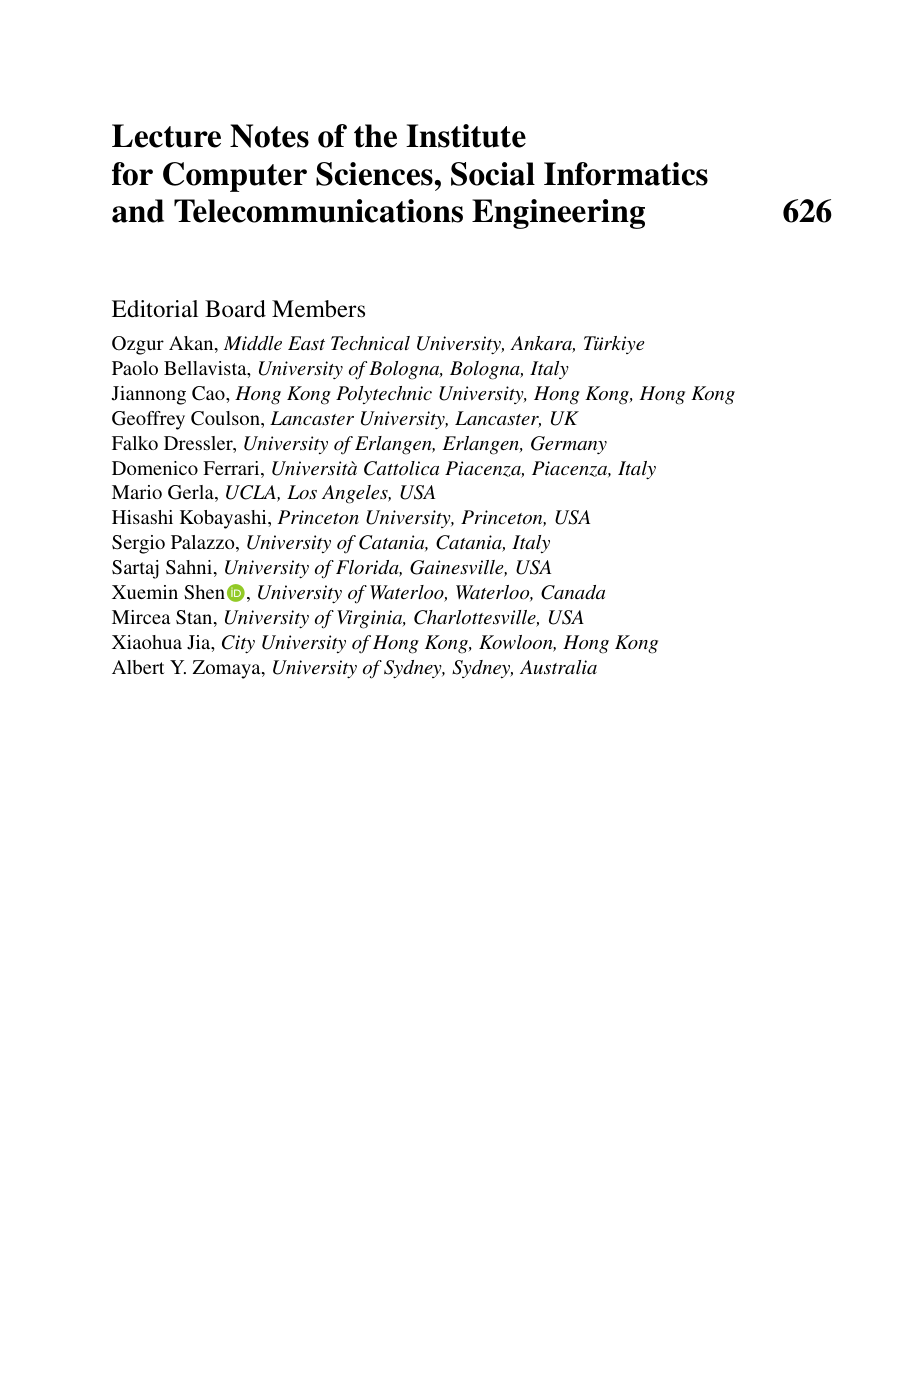 Lecture Notes of the Institute
for Computer Sciences, Social Informatics
and Telecommunications Engineering 626
Editorial Board Members
Ozgur Akan, Middle East Technical University, Ankara, Türkiye
Paolo Bellavista, University of Bologna, Bologna, Italy
Jiannong Cao, Hong Kong Polytechnic University, Hong Kong, Hong Kong
Geoffrey Coulson, Lancaster University, Lancaster, UK
Falko Dressler, University of Erlangen, Erlangen, Germany
Domenico Ferrari, Università Cattolica Piacenza, Piacenza, Italy
Mario Gerla, UCLA, Los Angeles, USA
Hisashi Kobayashi, Princeton University, Princeton, USA
Sergio Palazzo, University of Catania, Catania, Italy
Sartaj Sahni, University of Florida, Gainesville, USA
Xuemin Shen iD, University of Waterloo, Waterloo, Canada
Mircea Stan, University of Virginia, Charlottesville, USA
Xiaohua Jia, City University of Hong Kong, Kowloon, Hong Kong
Albert Y. Zomaya, University of Sydney, Sydney, Australia